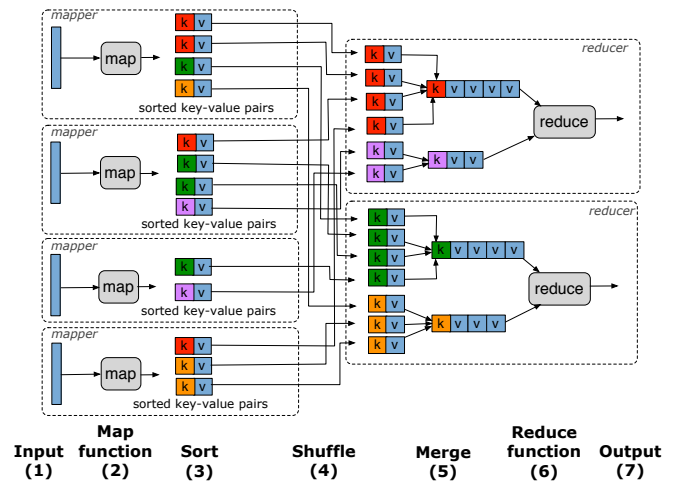 mapper
map
k v
k v
k v
k v
sorted key-value pairs
mapper
map
k v
k v
k v
k v
sorted key-value pairs
mapper
map
k v
k v
sorted key-value pairs
mapper
map
k v
k v
k v
sorted key-value pairs
reducer
k v
k v
k v
k v
k v
k v
k v v v v
k v v
reduce
reducer
k v
k v
k v
k v
k v
k v
k v
k v v v v
k v v v
reduce
Input
(1)
Map
function
(2)
Sort
(3)
Shuffle
(4)
Merge
(5)
Reduce
function
(6)
Output
(7)